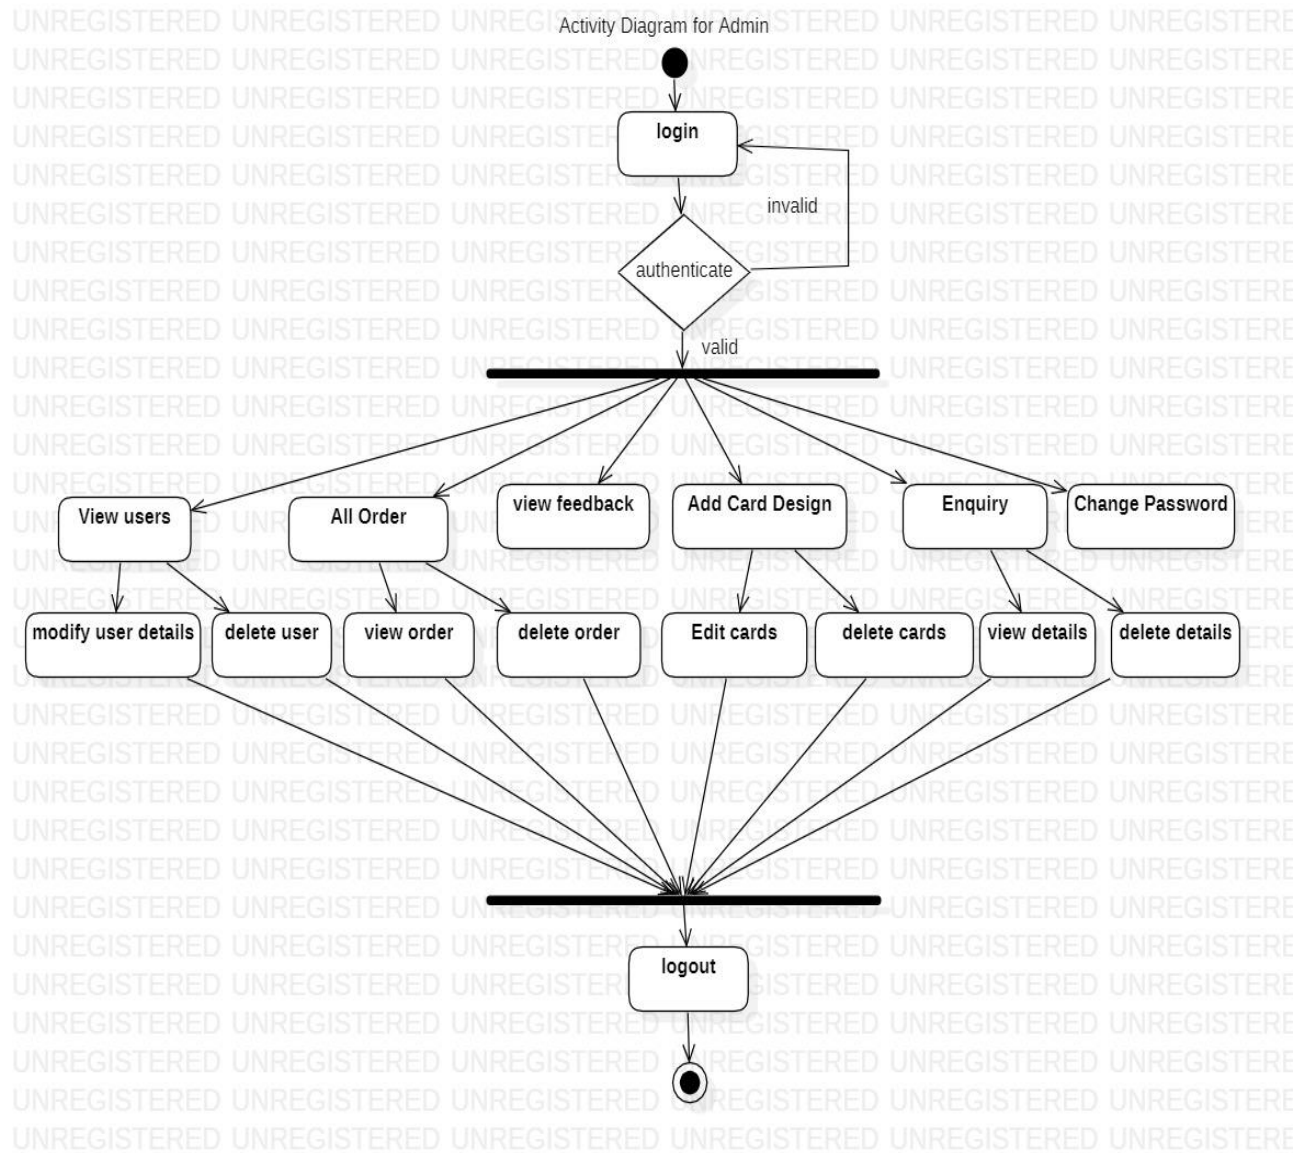 Activity Diagram for Admin
login
invalid
authenticate
valid
View users
All Order
view feedback
Add Card Design
Enquiry
Change Password
modify user details
delete user
view order
delete order
Edit cards
delete cards
view details
delete details
logout
UNREGISTERED